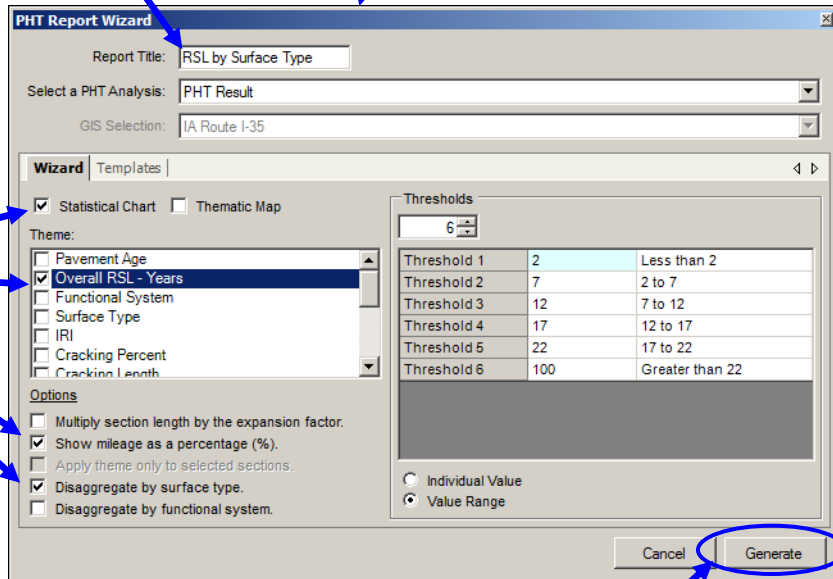 PHT Report Wizard
Report Title: RSL by Surface Type
Select a PHT Analysis: PHT Result
GIS Selection: IA Route I-35
Wizard Templates
Statistical Chart Thematic Map
Theme:
Pavement Age
Overall RSL - Years
Functional System
Surface Type
IRI
Cracking Percent
Cracking Length
Options
Multiply section length by the expansion factor.
Show mileage as a percentage (%).
Apply theme only to selected sections.
Disaggregate by surface type.
Disaggregate by functional system.
Thresholds
6
Threshold 1 2 Less than 2
Threshold 2 7 2 to 7
Threshold 3 12 7 to 12
Threshold 4 17 12 to 17
Threshold 5 22 17 to 22
Threshold 6 100 Greater than 22
Individual Value
Value Range
Cancel Generate